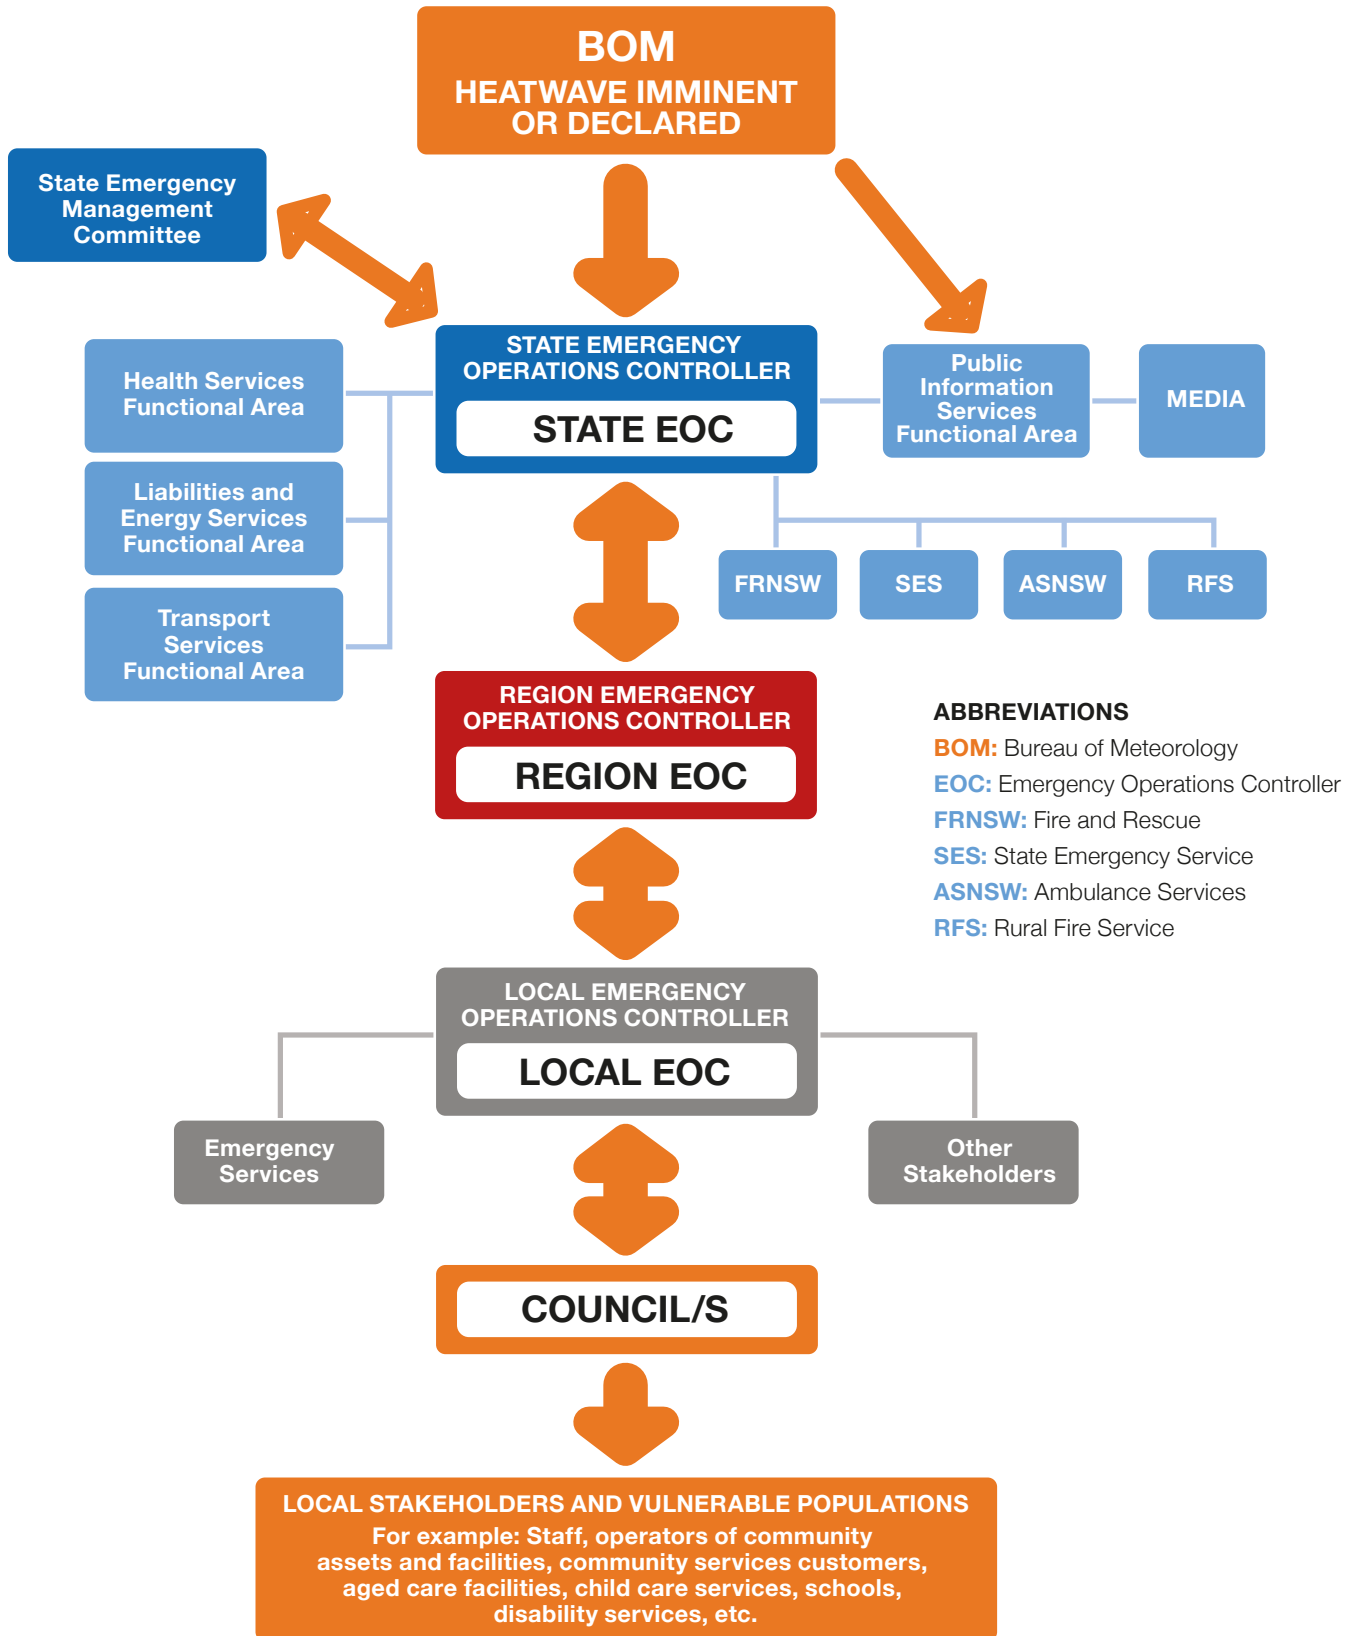 BOM
HEATWAVE IMMINENT
OR DECLARED
State Emergency
Management
Committee
STATE EMERGENCY
OPERATIONS CONTROLLER
STATE EOC
Health Services
Functional Area
Liabilities and
Energy Services
Functional Area
Transport
Services
Functional Area
Public
Information
Services
Functional Area
MEDIA
FRNSW
SES
ASNSW
RFS
REGION EMERGENCY
OPERATIONS CONTROLLER
REGION EOC
ABBREVIATIONS
BOM: Bureau of Meteorology
EOC: Emergency Operations Controller
FRNSW: Fire and Rescue
SES: State Emergency Service
ASNSW: Ambulance Services
RFS: Rural Fire Service
LOCAL EMERGENCY
OPERATIONS CONTROLLER
LOCAL EOC
Emergency
Services
Other
Stakeholders
COUNCIL/S
LOCAL STAKEHOLDERS AND VULNERABLE POPULATIONS
For example: Staff, operators of community
assets and facilities, community services customers,
aged care facilities, child care services, schools,
disability services, etc.